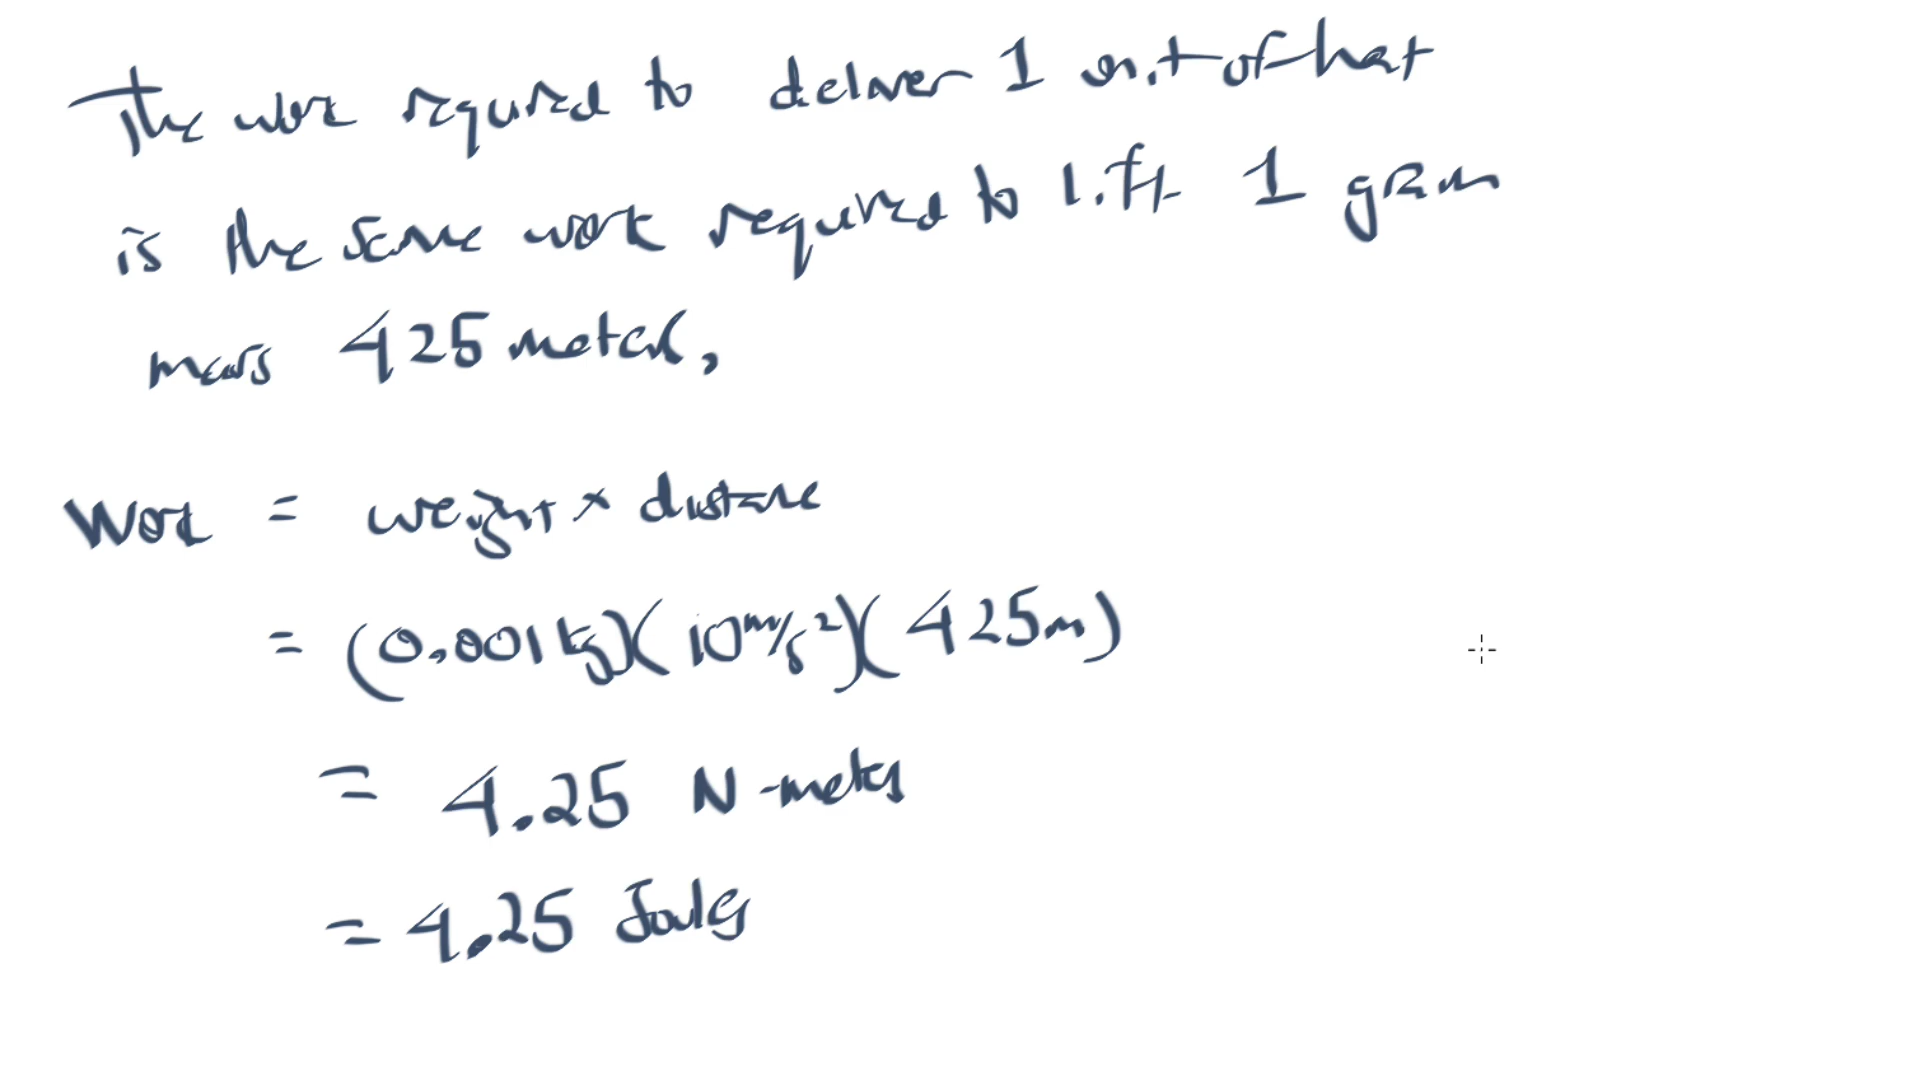 The work required to deliver 1 unit of heat
is the same work required to lift 1 gram
mass 425 meters,
Work = weight × distance
= (0.001 kg)(10 m/s²)(425m)
= 4.25 N-meters
= 4.25 Joules